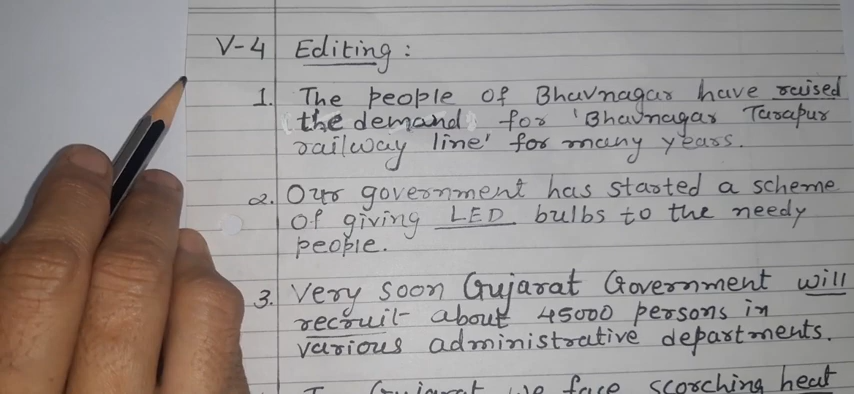 V-4 Editing :
1. The people of Bhavnagar have raised
the demand for 'Bhavnagar Tarapur
railway line' for many years.
2. Our government has started a scheme
of giving LED bulbs to the needy
people.
3. Very soon Gujarat Government will
recruit about 45000 persons in
various administrative departments.
In Gujarat we face scorching heat